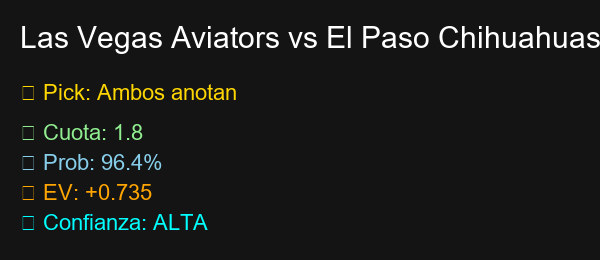 Las Vegas Aviators vs El Paso Chihuahuas
Pick: Ambos anotan
Cuota: 1.8
Prob: 96.4%
EV: +0.735
Confianza: ALTA